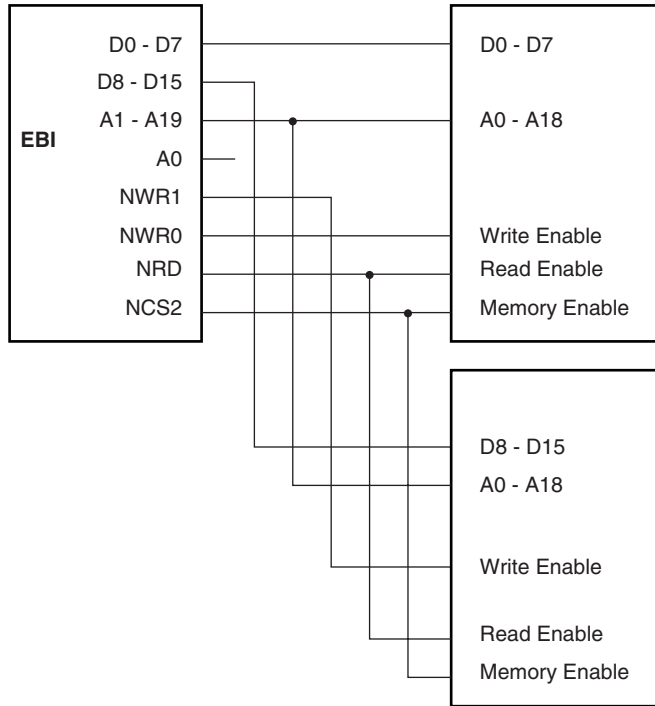 EBI
D0 - D7
D8 - D15
A1 - A19
A0
NWR1
NWR0
NRD
NCS2
D0 - D7
A0 - A18
Write Enable
Read Enable
Memory Enable
D8 - D15
A0 - A18
Write Enable
Read Enable
Memory Enable